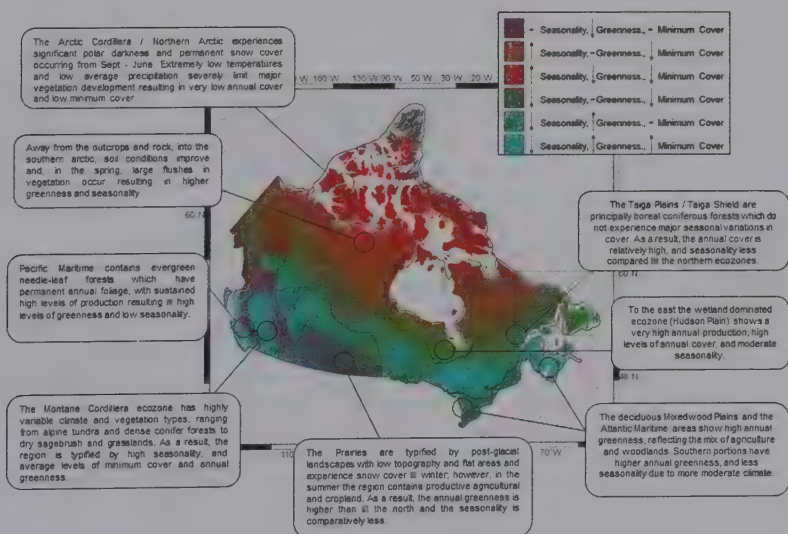 The Arctic Cordillera / Northern Arctic experiences
significant polar darkness and permanent snow cover
occurring from Sept - June. Extremely low temperatures
and low average precipitation severely limit major
vegetation development resulting in very low annual cover
and low minimum cover.
- Seasonality, Greenness, - Minimum Cover
Seasonality, - Greenness, Minimum Cover
Seasonality, Greenness, Minimum Cover
Seasonality, - Greenness, Minimum Cover
Seasonality, Greenness, - Minimum Cover
Seasonality, Greenness, Minimum Cover
W 180 W 130 W 90 W 50 W 30 W 20 W
Away from the outcrops and rock, into the
southern arctic, soil conditions improve
and, in the spring, large flushes in
vegetation occur resulting in higher
greenness and seasonality
60 N
The Taiga Plains / Taiga Shield are
principally boreal coniferous forests which do
not experience major seasonal variations in
cover. As a result, the annual cover is
relatively high, and seasonality less
compared to the northern ecozones.
Pacific Maritime contains evergreen
needle-leaf forests which have
permanent annual foliage, with sustained
high levels of production resulting in high
levels of greenness and low seasonality.
To the east the wetland dominated
ecozone (Hudson Plain) shows a
very high annual production, high
levels of annual cover, and moderate
seasonality.
The Montane Cordillera ecozone has highly
variable climate and vegetation types, ranging
from alpine tundra and dense conifer forests to
dry sagebrush and grasslands. As a result, the
region is typified by high seasonality, and
average levels of minimum cover and annual
greenness.
110
The Prairies are typified by post-glacial
landscapes with low topography and flat areas and
experience snow cover in winter; however, in the
summer the region contains productive agricultural
and cropland. As a result, the annual greenness is
higher than in the north and the seasonality is
comparatively less.
70 W
The deciduous Mixedwood Plains and the
Atlantic Maritime areas show high annual
greenness, reflecting the mix of agriculture
and woodlands. Southern portions have
higher annual greenness, and less
seasonality due to more moderate climate.